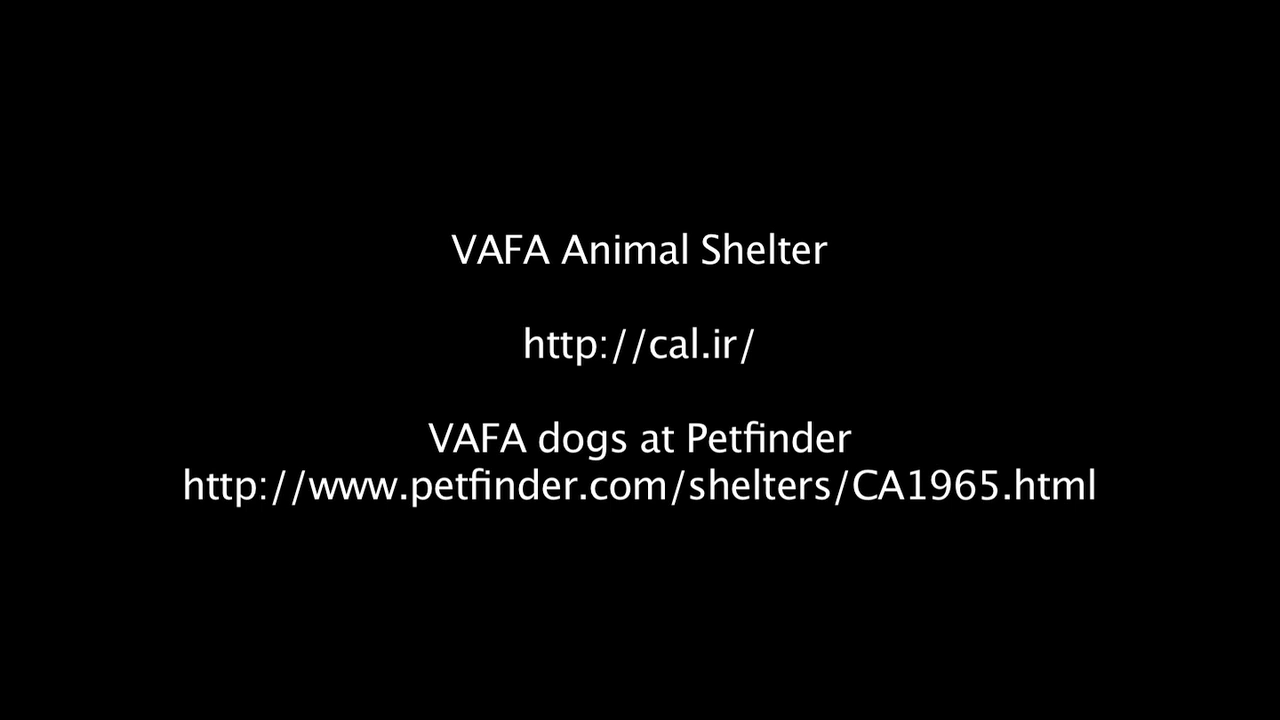 VAFA Animal Shelter
http://cal.ir/
VAFA dogs at Petfinder
http://www.petfinder.com/shelters/CA1965.html